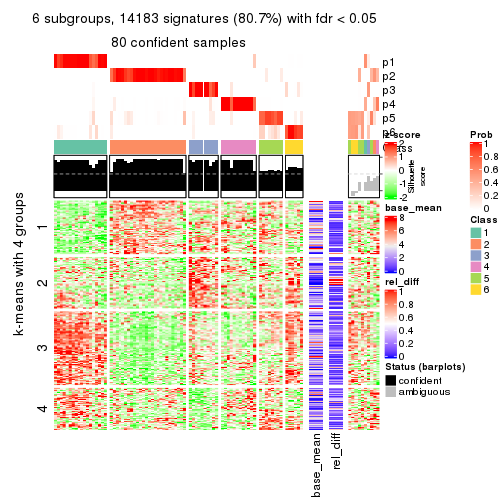 6 subgroups, 14183 signatures (80.7%) with fdr < 0.05
80 confident samples
p1
p2
p3
p4
p5
p6
Class
Silhouette
score
k-means with 4 groups
1
2
3
4
base_mean
rel_diff
z-score
2
1
0
-1
-2
base_mean
8
6
4
2
0
rel_diff
1
0.8
0.6
0.4
0.2
0
Status (barplots)
confident
ambiguous
Prob
1
0.8
0.6
0.4
0.2
0
Class
1
2
3
4
5
6